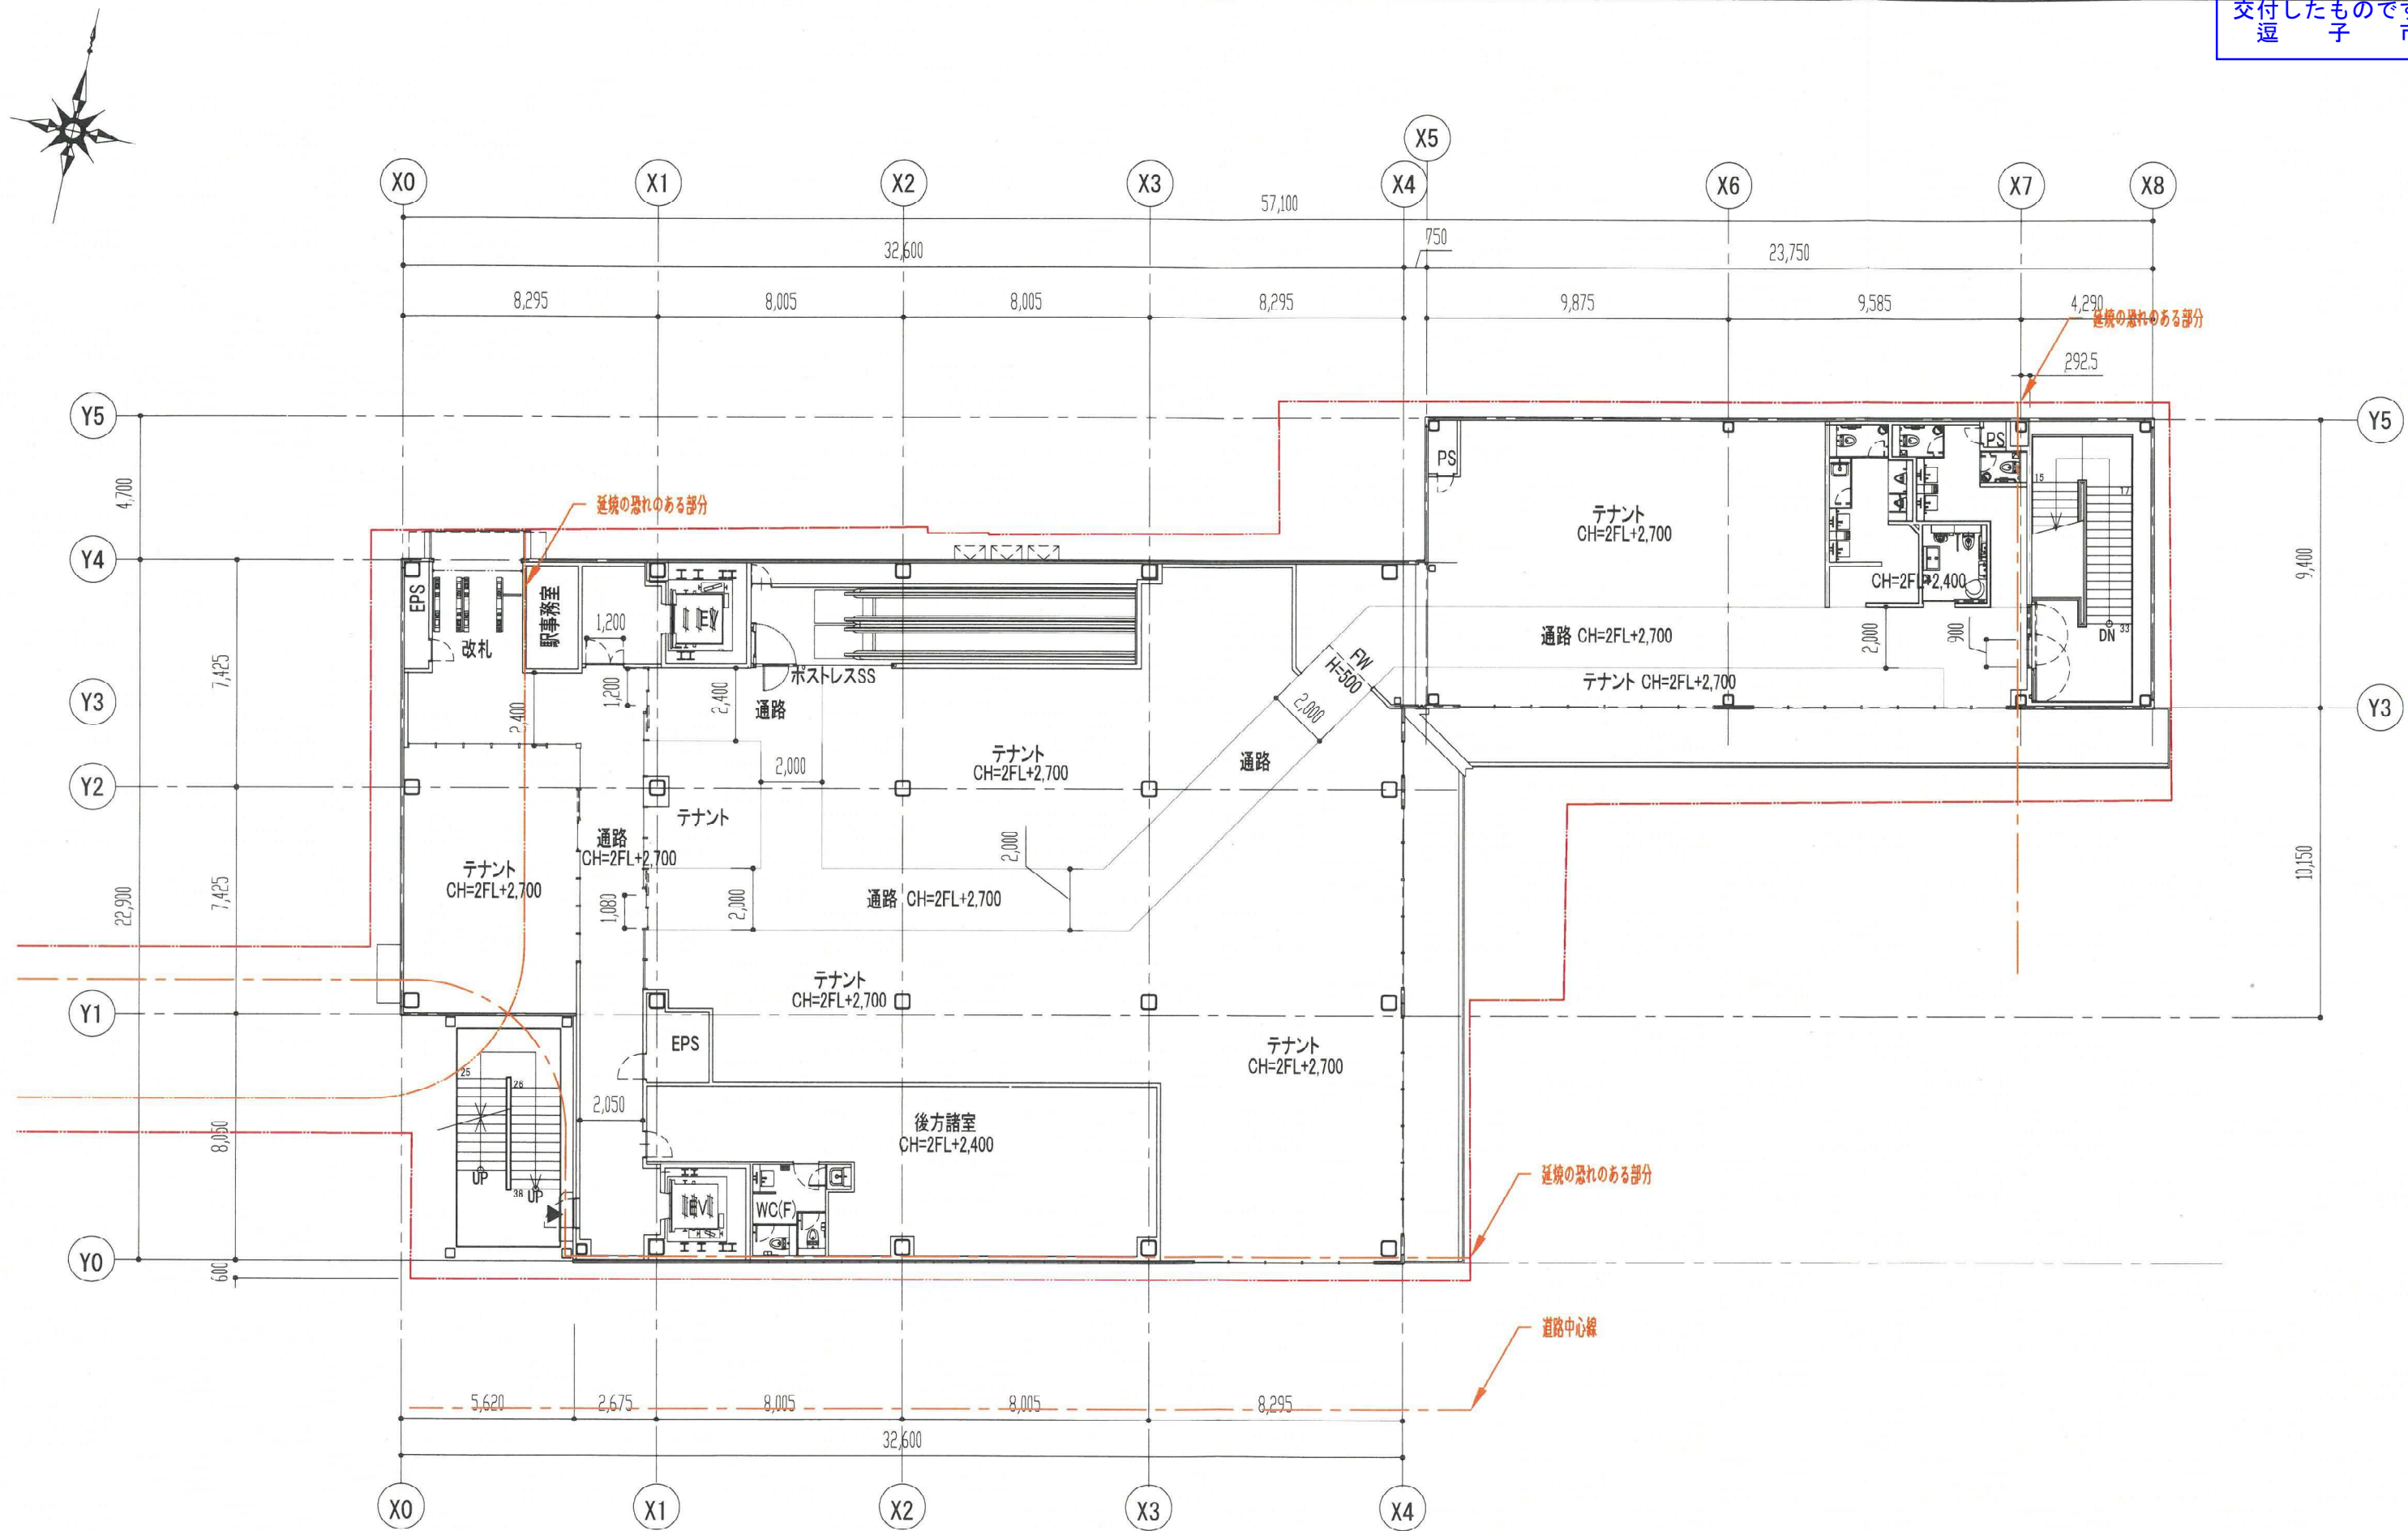 交付したものです
逗 子 市
X5
X0
X1
X2
X3
X4
X6
X7
X8
57,100
32,600
750
23,750
8,295
8,005
8,005
8,295
9,875
9,585
4,290
延焼の恐れのある部分
292.5
Y5
Y5
4,700
PS
PS
テナント
CH=2FL+2,700
15
17
延焼の恐れのある部分
Y4
9,400
EPS
駅事務室
EV
CH=2FL+2,400
1,200
改札
通路 CH=2FL+2,700
2,000
900
DN
33
ポストレスSS
FW
H=500
7,425
1,200
2,400
テナント CH=2FL+2,700
Y3
2,400
通路
2,000
Y3
テナント
CH=2FL+2,700
通路
2,000
Y2
テナント
通路
CH=2FL+2,700
2,000
テナント
CH=2FL+2,700
10,150
22,900
7,425
1,080
2,000
通路 CH=2FL+2,700
テナント
CH=2FL+2,700
Y1
EPS
テナント
CH=2FL+2,700
25
26
2,050
後方諸室
CH=2FL+2,400
8,050
UP
38
UP
EV
WC(F)
延焼の恐れのある部分
Y0
600
道路中心線
5,620
2,675
8,005
8,005
8,295
32,600
X0
X1
X2
X3
X4